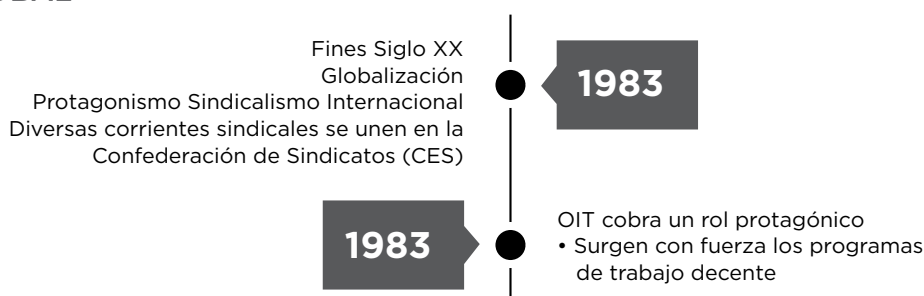 Fines Siglo XX
Globalización
Protagonismo Sindicalismo Internacional
Diversas corrientes sindicales se unen en la
Confederación de Sindicatos (CES)
1983
1983
OIT cobra un rol protagónico
• Surgen con fuerza los programas
de trabajo decente